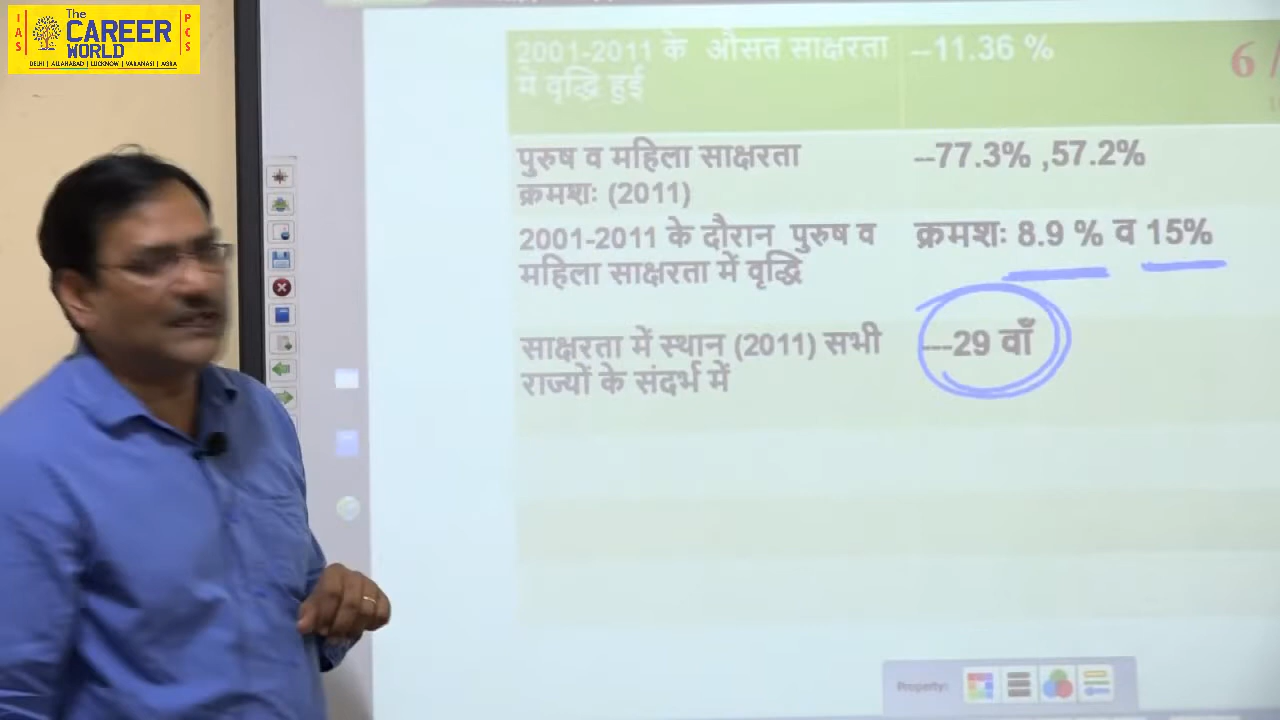 IAS
The
CAREER
WORLD
PCS
DELHI | ALLAHABAD | LUCKNOW | VARANASI | AGRA
2001-2011 के औसत साक्षरता --11.36 %
में वृद्धि हुई
6 /
पुरुष व महिला साक्षरता --77.3% ,57.2%
क्रमशः (2011)
2001-2011 के दौरान पुरुष व क्रमशः 8.9 % व 15%
महिला साक्षरता में वृद्धि
साक्षरता में स्थान (2011) सभी ---29 वाँ
राज्यों के संदर्भ में
Property: